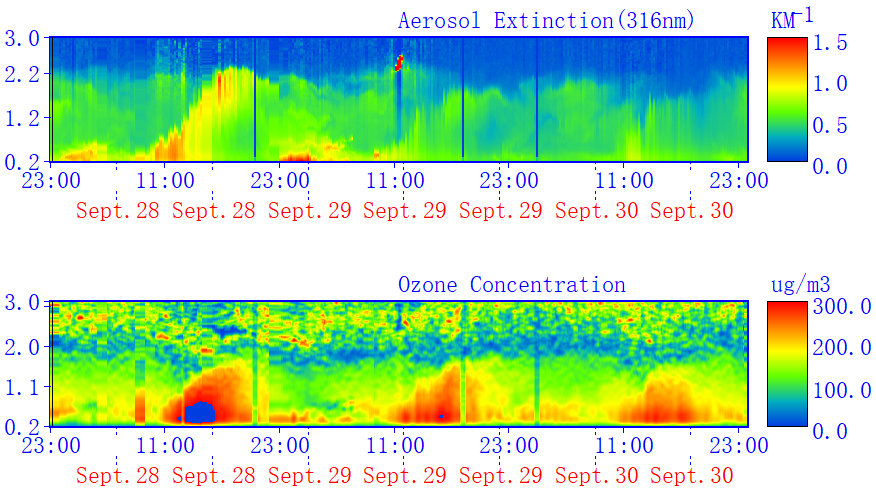 Aerosol Extinction(316nm) KM-1
3.0
2.2
1.2
0.2
1.5
1.0
0.5
0.0
23:00 11:00 23:00 11:00 23:00 11:00 23:00
Sept.28 Sept.28 Sept.29 Sept.29 Sept.29 Sept.30 Sept.30
Ozone Concentration ug/m3
3.0
2.0
1.1
0.2
300.0
200.0
100.0
0.0
23:00 11:00 23:00 11:00 23:00 11:00 23:00
Sept.28 Sept.28 Sept.29 Sept.29 Sept.29 Sept.30 Sept.30